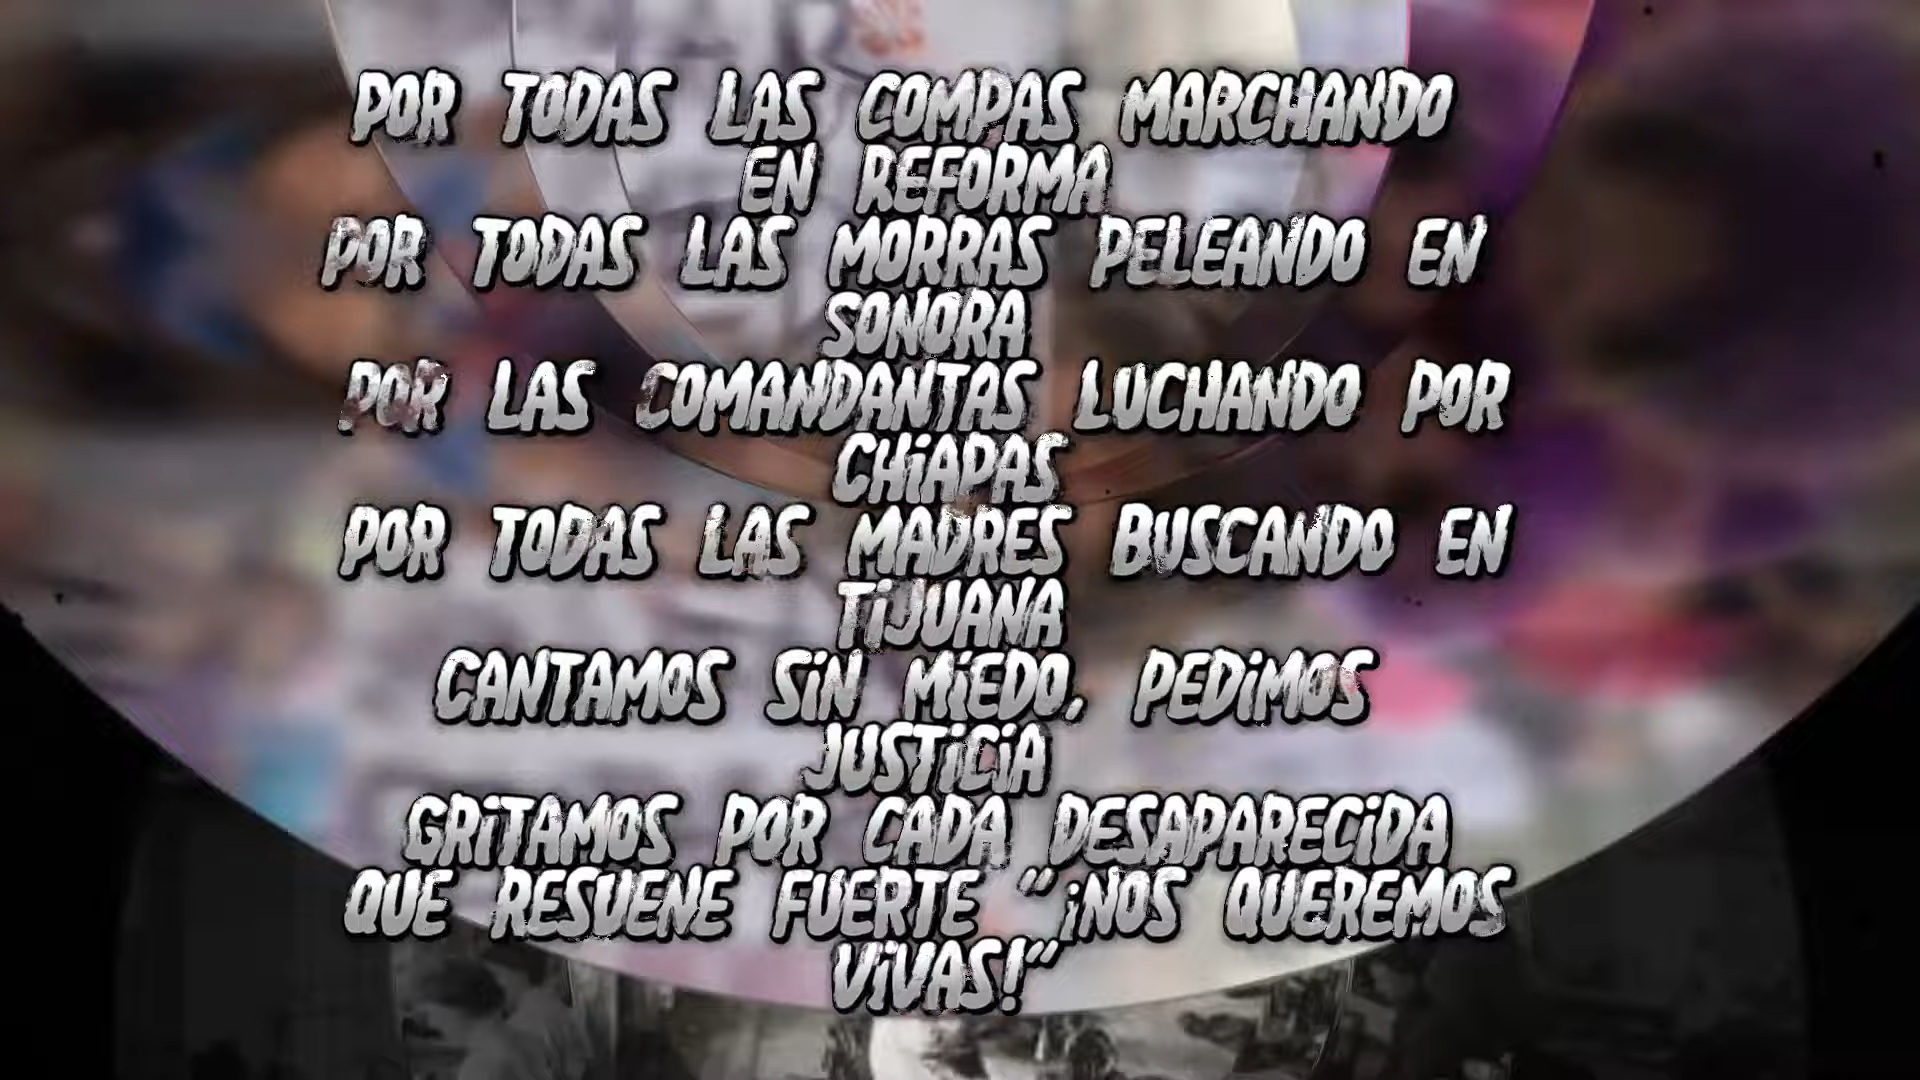 POR TODAS LAS COMPAS MARCHANDO
EN REFORMA
POR TODAS LAS MORRAS PELEANDO EN
SONORA
POR LAS COMANDANTAS LUCHANDO POR
CHiAPAS
POR TODAS LAS MADRES BUSCANDO EN
TiJUANA
CANTAMOS SiN MiEDO, PEDiMOS
JUSTiCiA
GRiTAMOS POR CADA DESAPARECiDA
QUE RESUENE FUERTE “¡NOS QUEREMOS
ViVAS!”